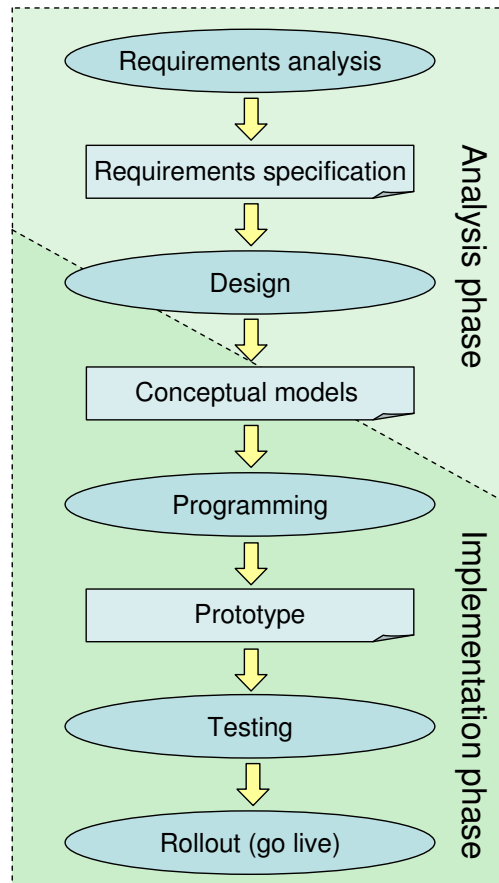 Requirements analysis
Requirements specification
Design
Conceptual models
Programming
Prototype
Testing
Rollout (go live)
Analysis phase
Implementation phase